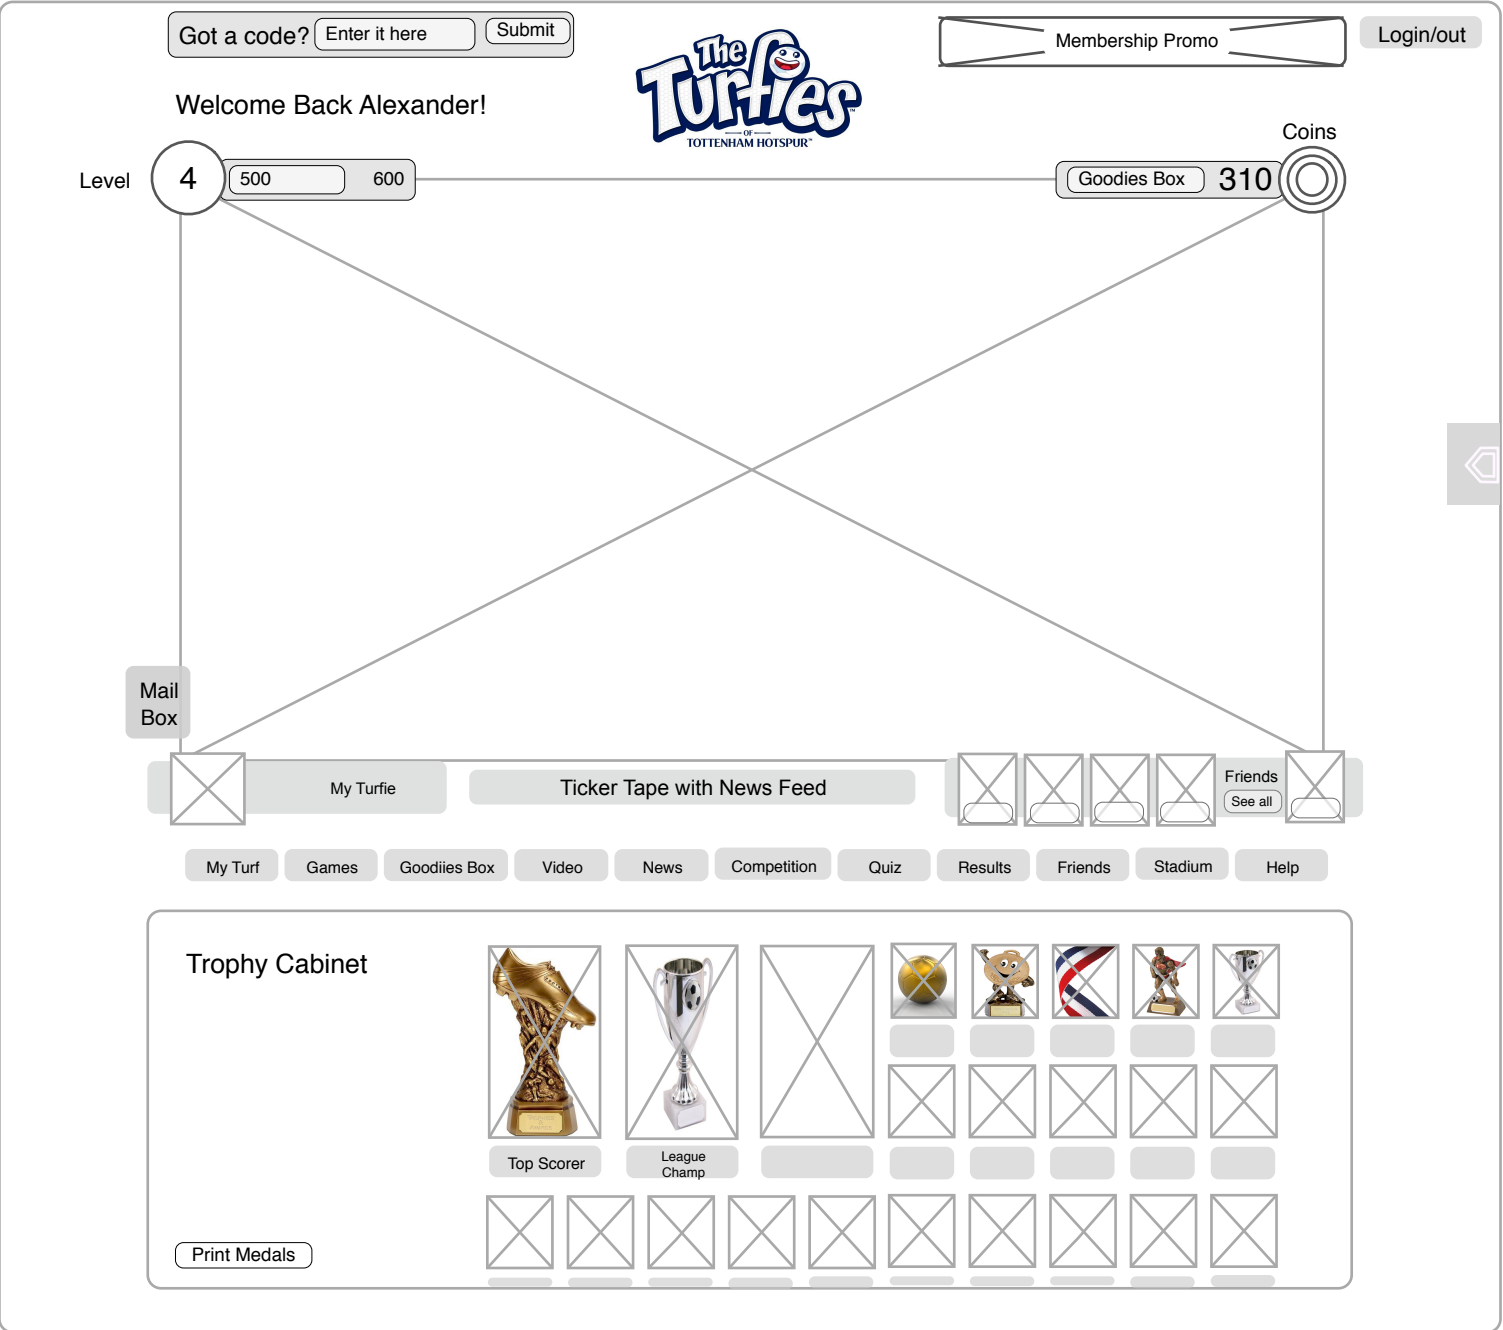 Got a code?
Enter it here
Submit
The
Turfies
OF
TOTTENHAM HOTSPUR™
Membership Promo
Login/out
Welcome Back Alexander!
Coins
Level
4
500
600
Goodies Box
310
Mail
Box
My Turfie
Ticker Tape with News Feed
Friends
See all
My Turf
Games
Goodiies Box
Video
News
Competition
Quiz
Results
Friends
Stadium
Help
Trophy Cabinet
Top Scorer
League
Champ
Print Medals